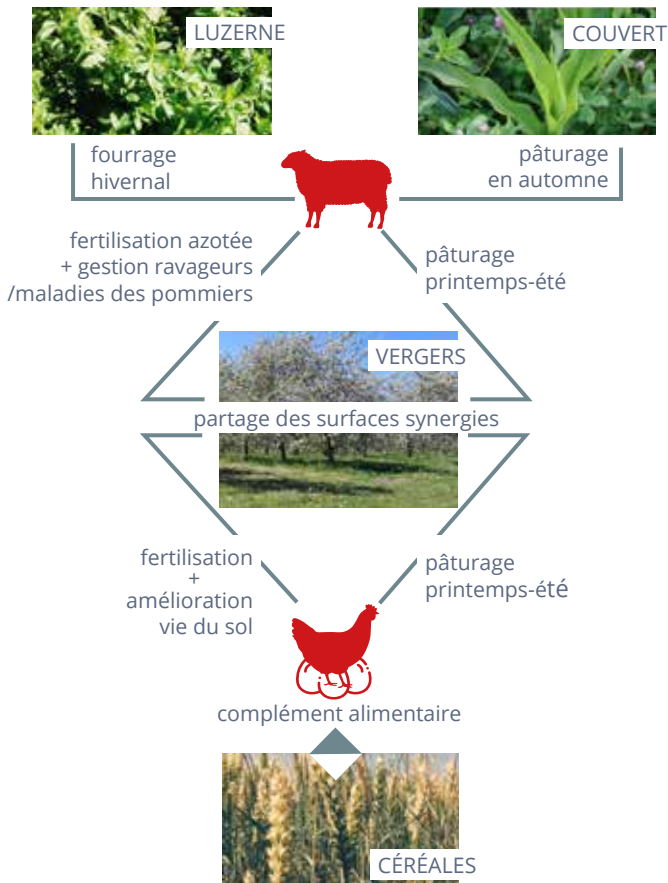 LUZERNE
COUVERT
fourrage
hivernal
pâturage
en automne
fertilisation azotée
+ gestion ravageurs
/maladies des pommiers
pâturage
printemps-été
VERGERS
partage des surfaces synergies
fertilisation
+
amélioration
vie du sol
pâturage
printemps-été
complément alimentaire
CÉRÉALES